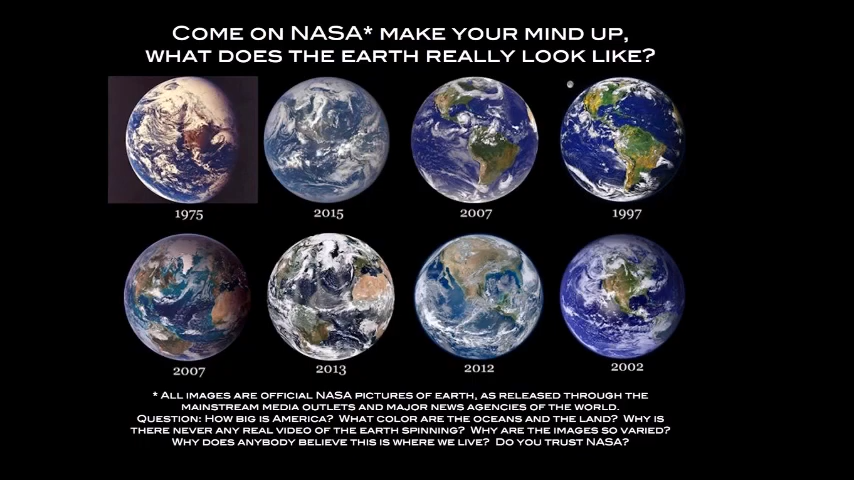 Come on NASA* make your mind up,
what does the earth really look like?
1975
2015
2007
1997
2007
2013
2012
2002
* All images are official NASA pictures of earth, as released through the
mainstream media outlets and major news agencies of the world.
Question: How big is America? What color are the oceans and the land? Why is
there never any real video of the earth spinning? Why are the images so varied?
Why does anybody believe this is where we live? Do you trust NASA?